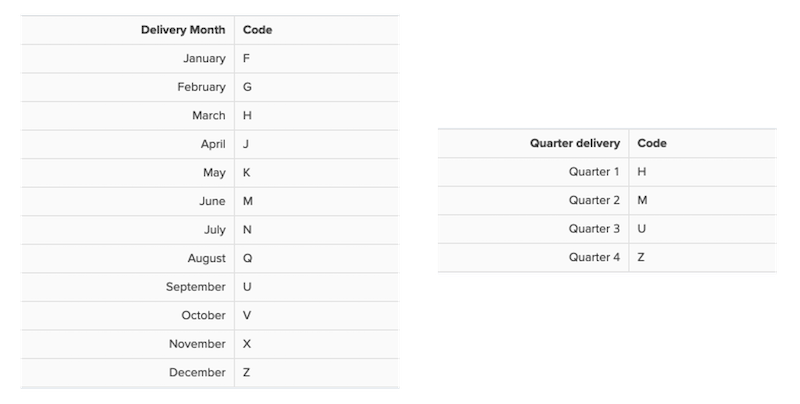 Delivery Month Code
January F
February G
March H
April J
May K
June M
July N
August Q
September U
October V
November X
December Z
Quarter delivery Code
Quarter 1 H
Quarter 2 M
Quarter 3 U
Quarter 4 Z